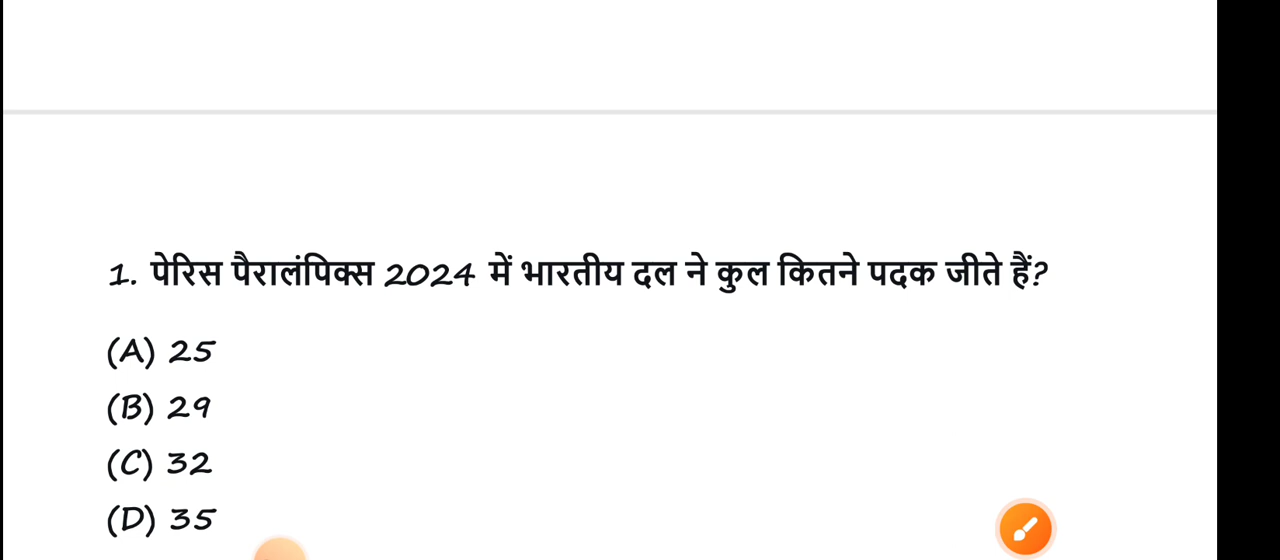 1. पेरिस पैरालंपिक्स 2024 में भारतीय दल ने कुल कितने पदक जीते हैं?
(A) 25
(B) 29
(C) 32
(D) 35